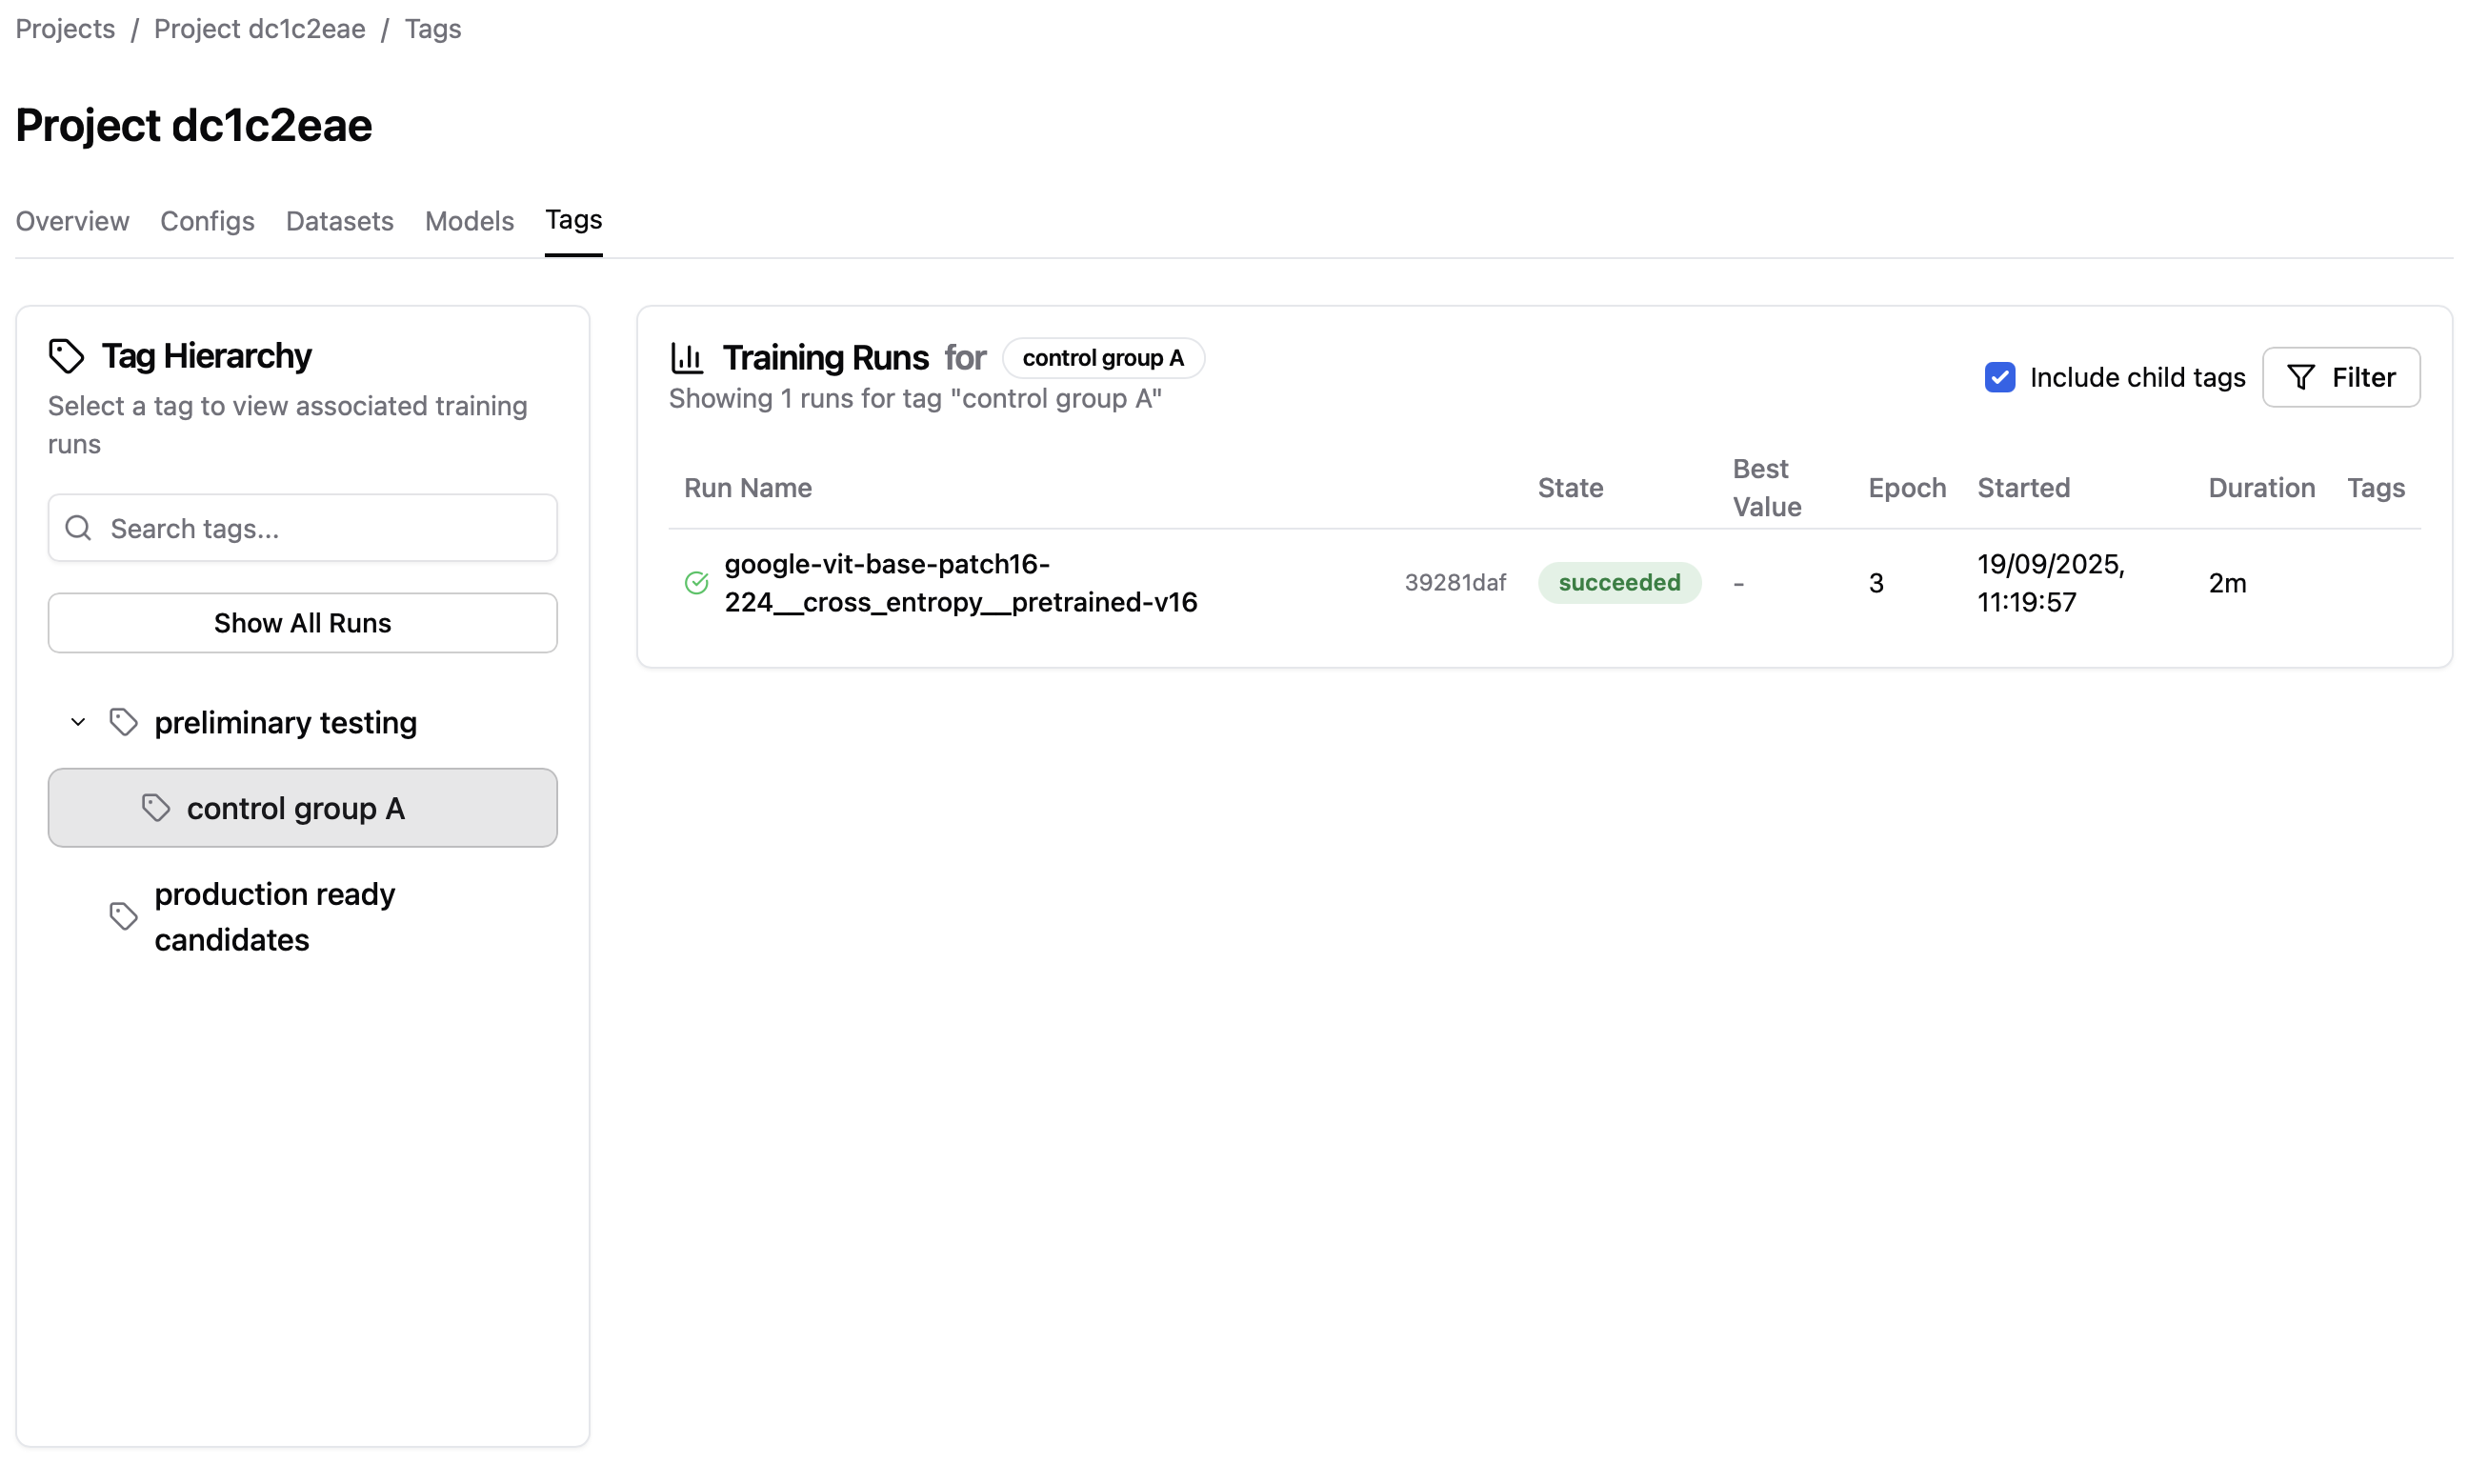 Projects / Project dc1c2eae / Tags
Project dc1c2eae
Overview Configs Datasets Models Tags
Tag Hierarchy
Select a tag to view associated training
runs
Search tags...
Show All Runs
preliminary testing
control group A
production ready
candidates
Training Runs for control group A
Showing 1 runs for tag "control group A"
Include child tags Filter
Run Name State Best Value Epoch Started Duration Tags
google-vit-base-patch16-
224__cross_entropy__pretrained-v16
39281daf succeeded - 3 19/09/2025, 11:19:57 2m